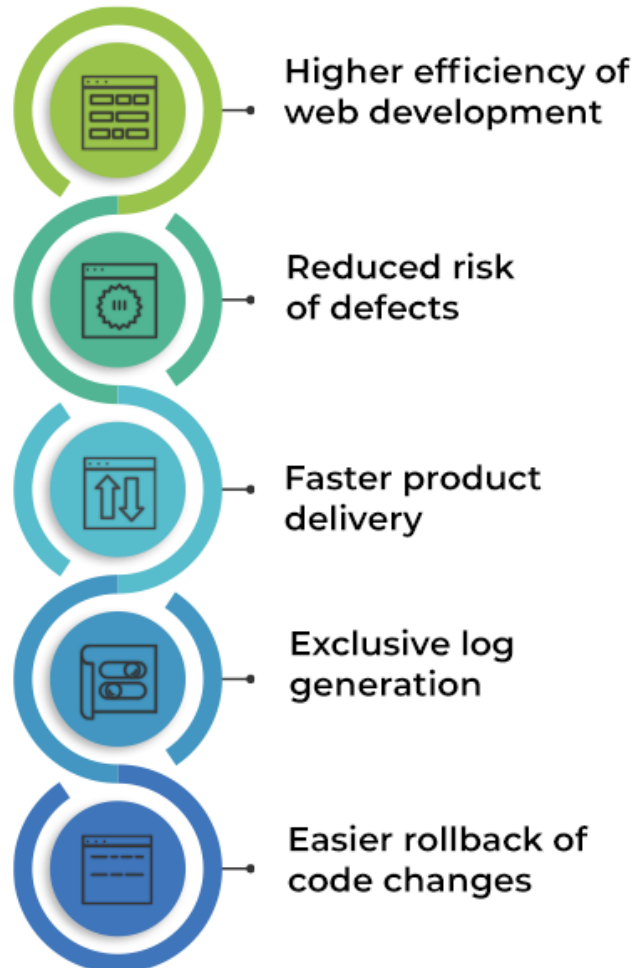 Higher efficiency of
web development
Reduced risk
of defects
Faster product
delivery
Exclusive log
generation
Easier rollback of
code changes